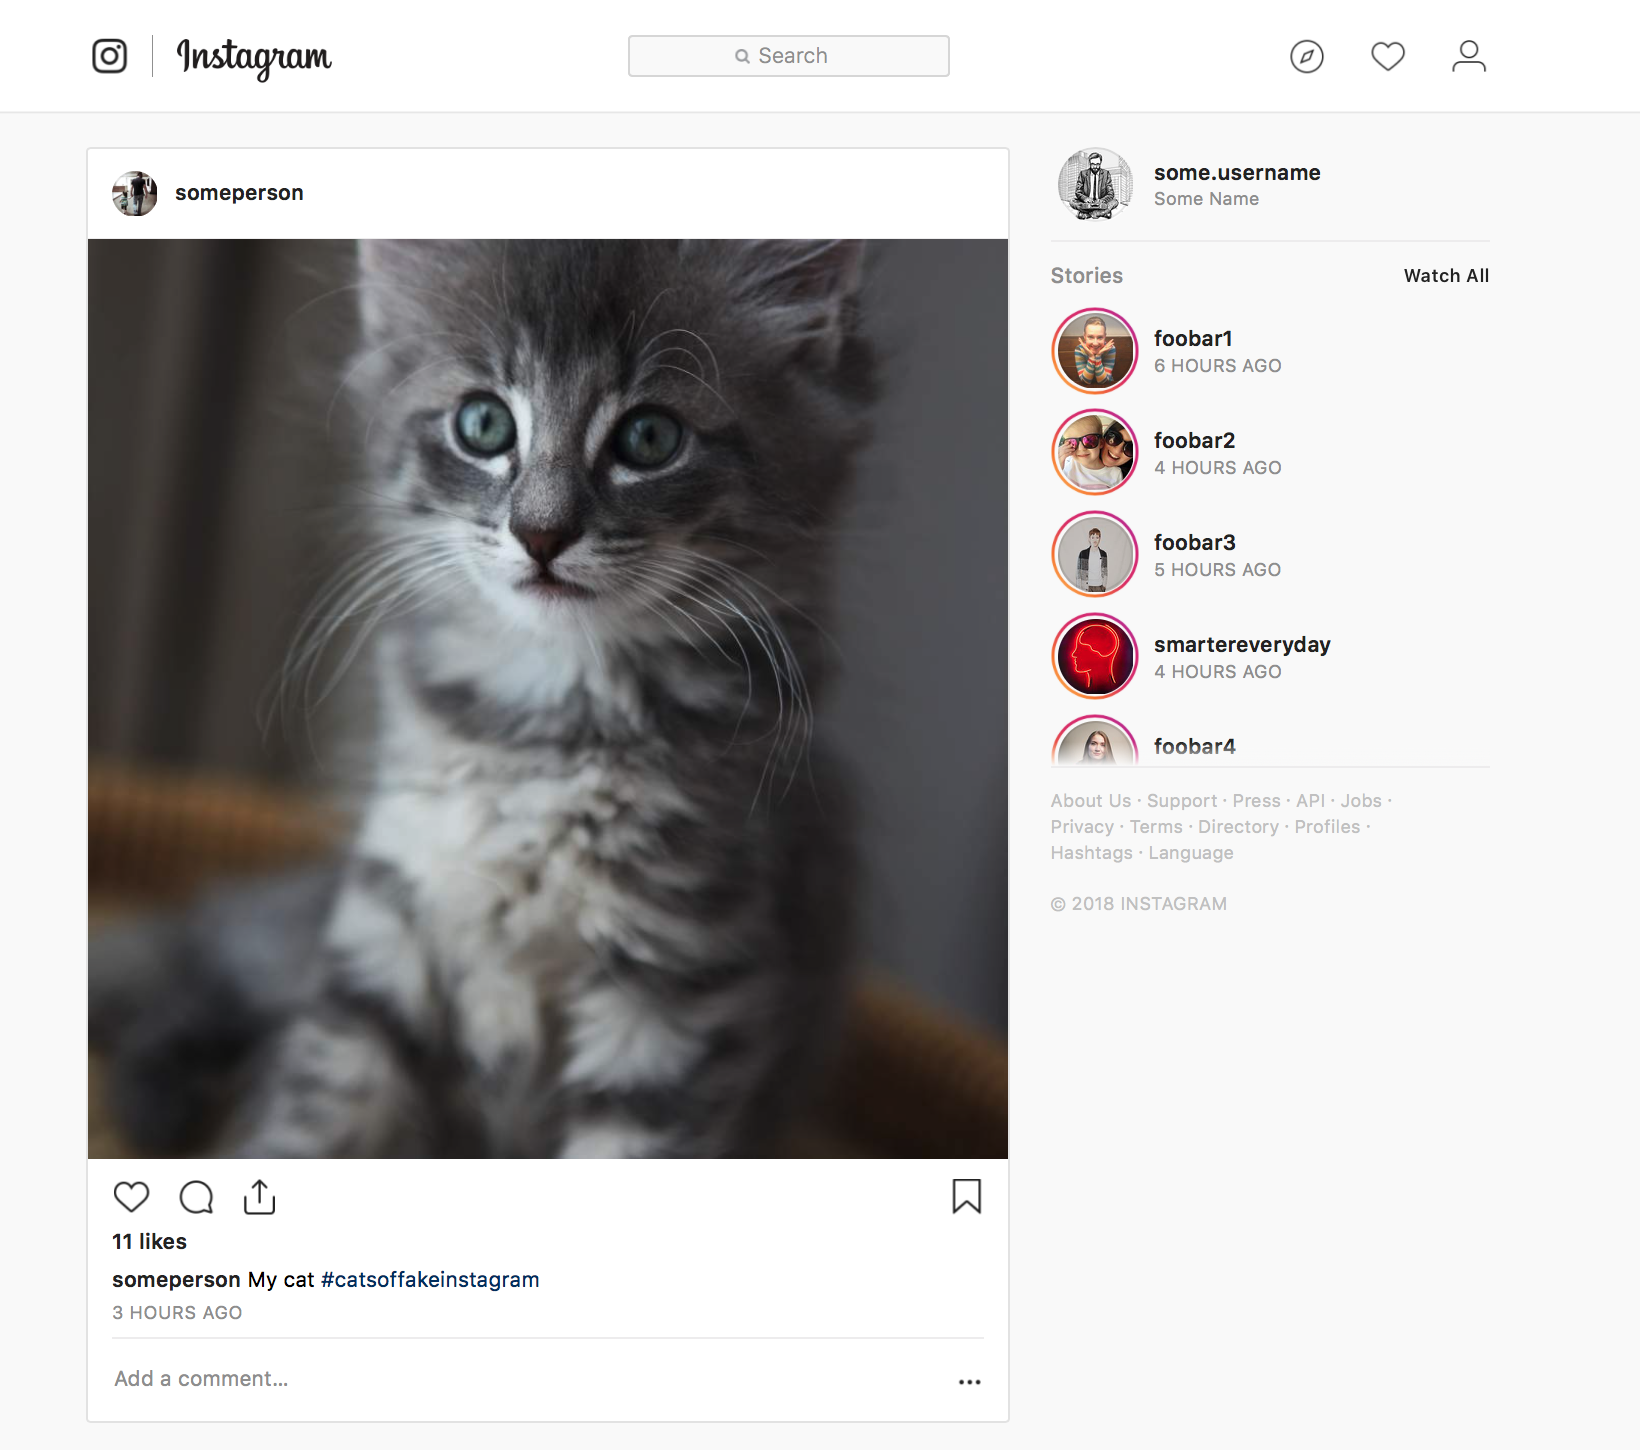 Instagram
Search
someperson
some.username
Some Name
Stories
Watch All
foobar1
6 HOURS AGO
foobar2
4 HOURS AGO
foobar3
5 HOURS AGO
smartereveryday
4 HOURS AGO
foobar4
About Us · Support · Press · API · Jobs ·
Privacy · Terms · Directory · Profiles ·
Hashtags · Language
© 2018 INSTAGRAM
11 likes
someperson My cat #catsoffakeinstagram
3 HOURS AGO
Add a comment...